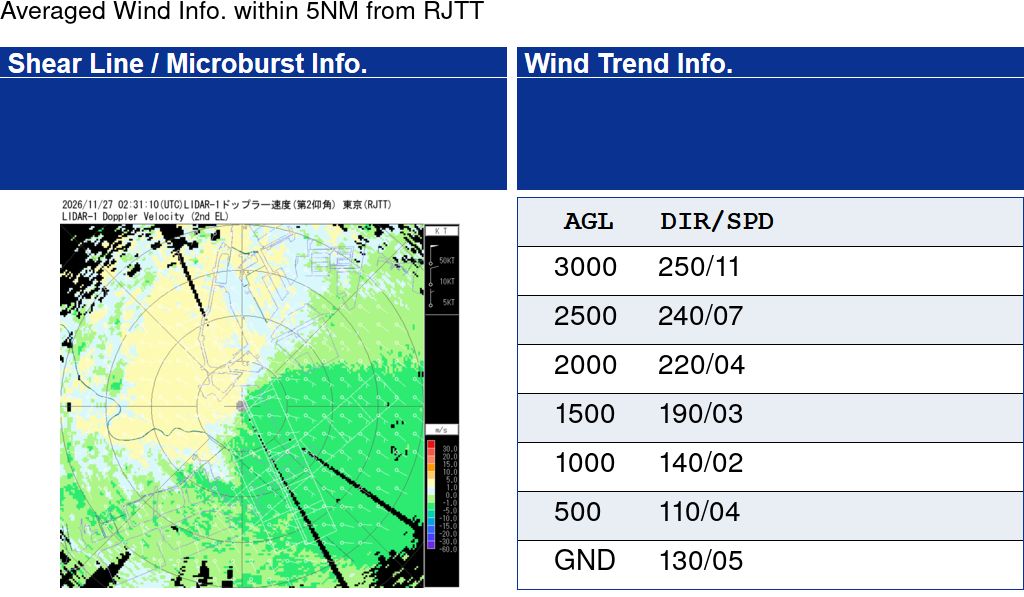 Averaged Wind Info. within 5NM from RJTT
Shear Line / Microburst Info.
Wind Trend Info.
2026/11/27 02:31:10(UTC)LIDAR-1ドップラー速度(第2仰角) 東京(RJTT)
LIDAR-1 Doppler Velocity (2nd EL)
KT
50KT
10KT
5KT
m/s
30.0
20.0
15.0
10.0
5.0
1.0
0.0
-1.0
-5.0
-10.0
-15.0
-20.0
-30.0
-60.0
AGL DIR/SPD
3000 250/11
2500 240/07
2000 220/04
1500 190/03
1000 140/02
500 110/04
GND 130/05